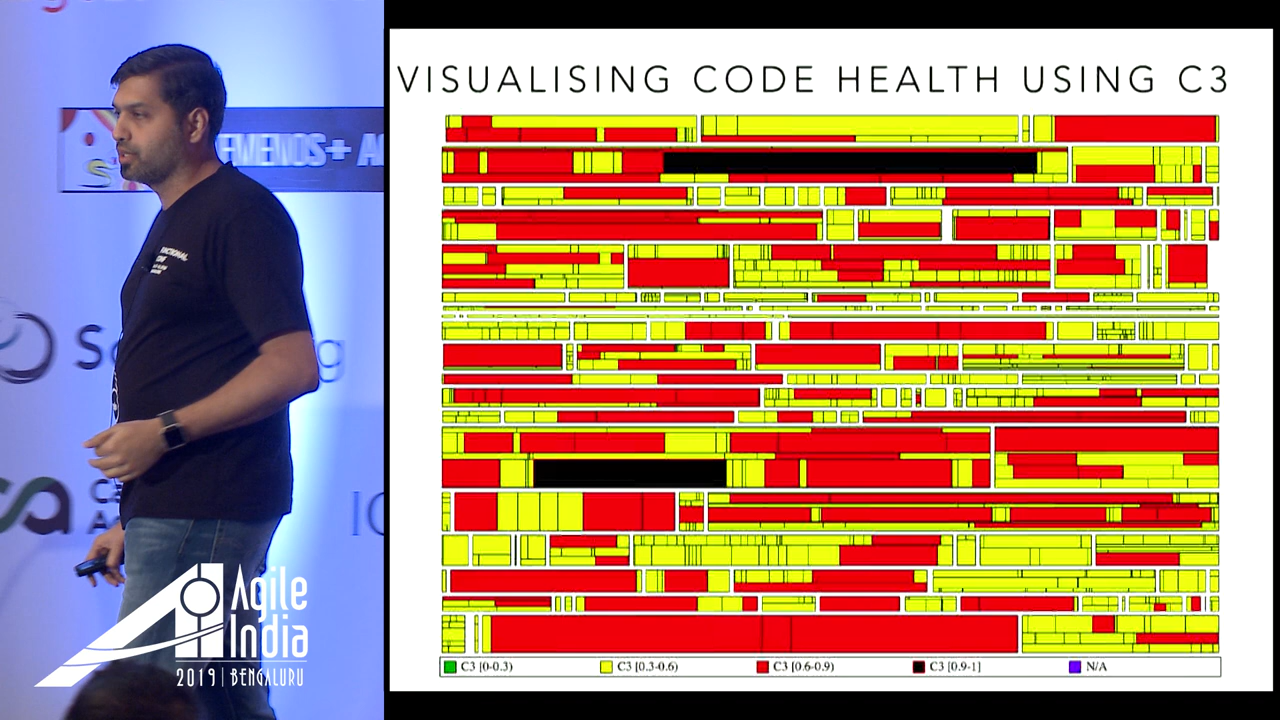 VISUALISING CODE HEALTH USING C3
C3 [0-0.3)
C3 [0.3-0.6)
C3 [0.6-0.9)
C3 [0.9-1]
N/A
Agile
India
2019 | BENGALURU